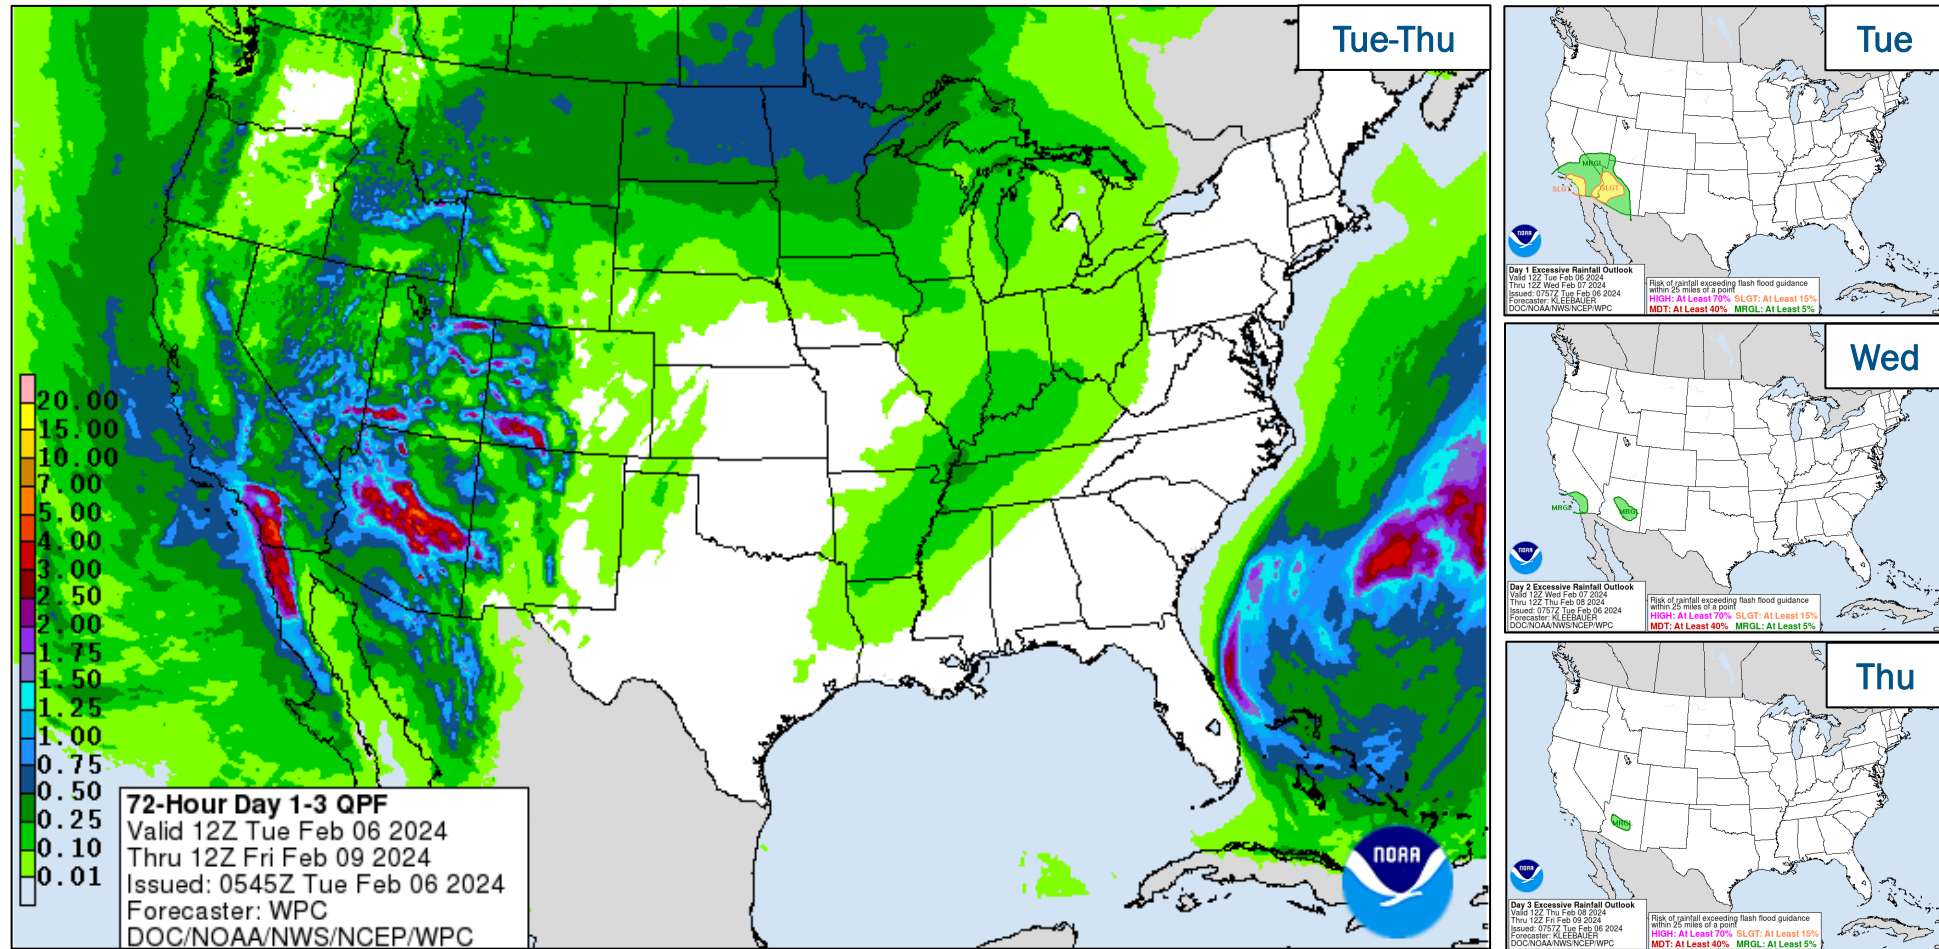 Tue-Thu
20.00
15.00
10.00
7.00
5.00
4.00
3.00
2.50
2.00
1.75
1.50
1.25
1.00
0.75
0.50
0.25
0.10
0.01
72-Hour Day 1-3 QPF
Valid 12Z Tue Feb 06 2024
Thru 12Z Fri Feb 09 2024
Issued: 0545Z Tue Feb 06 2024
Forecaster: WPC
DOC/NOAA/NWS/NCEP/WPC
NOAA
Tue
MRGL
SLGT
SLGT
NOAA
Day 1 Excessive Rainfall Outlook
Valid 12Z Tue Feb 06 2024
Thru 12Z Wed Feb 07 2024
Issued: 0757Z Tue Feb 06 2024
Forecaster: KLEEBAUER
DOC/NOAA/NWS/NCEP/WPC
Risk of rainfall exceeding flash flood guidance
within 25 miles of a point
HIGH: At Least 70% SLGT: At Least 15%
MDT: At Least 40% MRGL: At Least 5%
Wed
MRGL
MRGL
NOAA
Day 2 Excessive Rainfall Outlook
Valid 12Z Wed Feb 07 2024
Thru 12Z Thu Feb 08 2024
Issued: 0757Z Tue Feb 06 2024
Forecaster: KLEEBAUER
DOC/NOAA/NWS/NCEP/WPC
Risk of rainfall exceeding flash flood guidance
within 25 miles of a point
HIGH: At Least 70% SLGT: At Least 15%
MDT: At Least 40% MRGL: At Least 5%
Thu
MRGL
NOAA
Day 3 Excessive Rainfall Outlook
Valid 12Z Thu Feb 08 2024
Thru 12Z Fri Feb 09 2024
Issued: 0757Z Tue Feb 06 2024
Forecaster: KLEEBAUER
DOC/NOAA/NWS/NCEP/WPC
Risk of rainfall exceeding flash flood guidance
within 25 miles of a point
HIGH: At Least 70% SLGT: At Least 15%
MDT: At Least 40% MRGL: At Least 5%